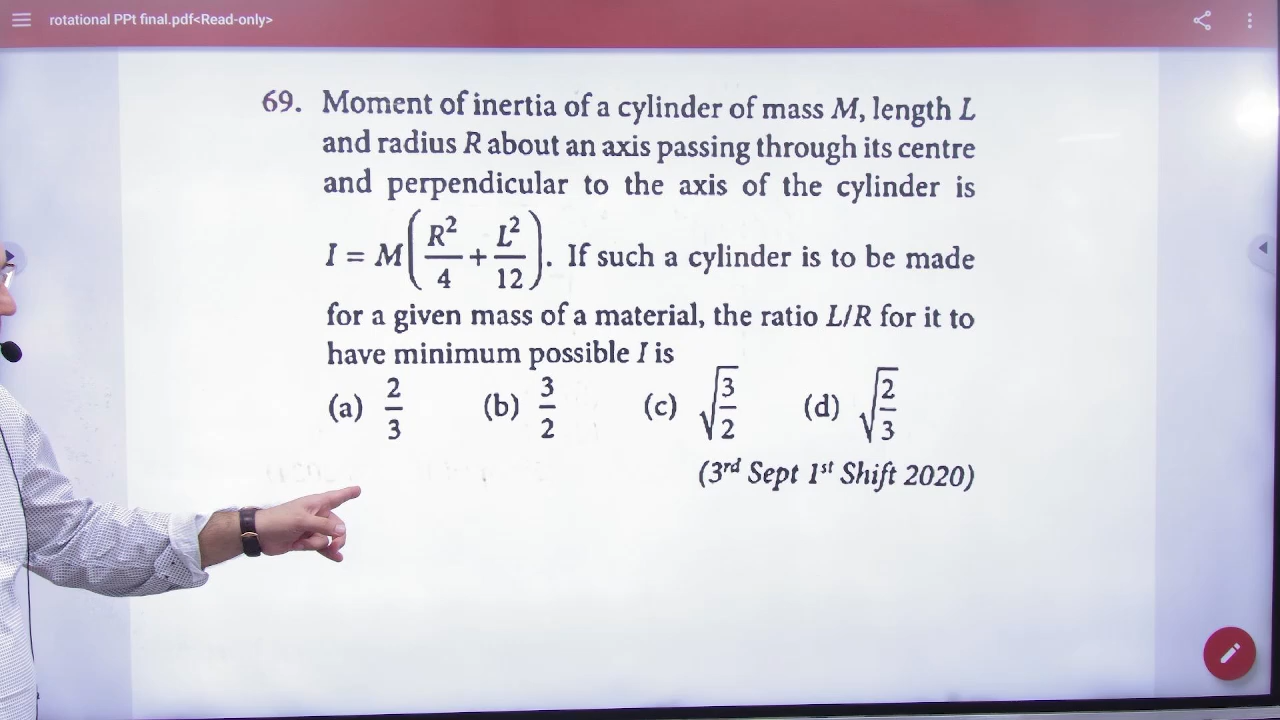 rotational PPt final.pdf<Read-only>
69. Moment of inertia of a cylinder of mass M, length L
and radius R about an axis passing through its centre
and perpendicular to the axis of the cylinder is
I = M(R²/4 + L²/12). If such a cylinder is to be made
for a given mass of a material, the ratio L/R for it to
have minimum possible I is
(a) 2/3 (b) 3/2 (c) √(3/2) (d) √(2/3)
(3rd Sept 1st Shift 2020)